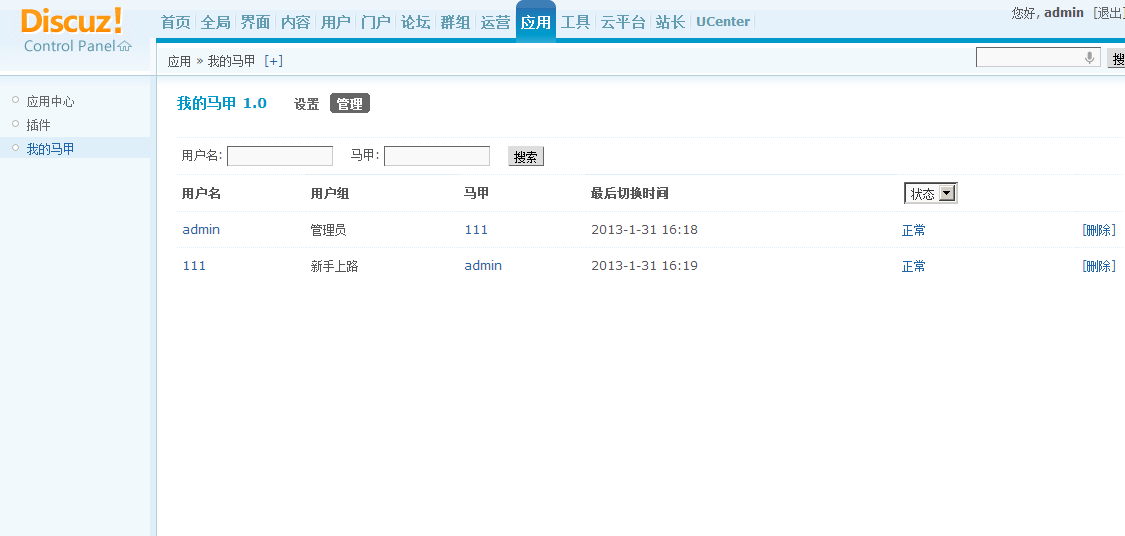 Discuz!
Control Panel
首页 全局 界面 内容 用户 门户 论坛 群组 运营 应用 工具 云平台 站长 UCenter
您好, admin [退出]
应用 » 我的马甲 [+]
搜
应用中心
插件
我的马甲
我的马甲 1.0 设置 管理
用户名: 马甲: 搜索
用户名 用户组 马甲 最后切换时间 状态
admin 管理员 111 2013-1-31 16:18 正常 [删除]
111 新手上路 admin 2013-1-31 16:19 正常 [删除]